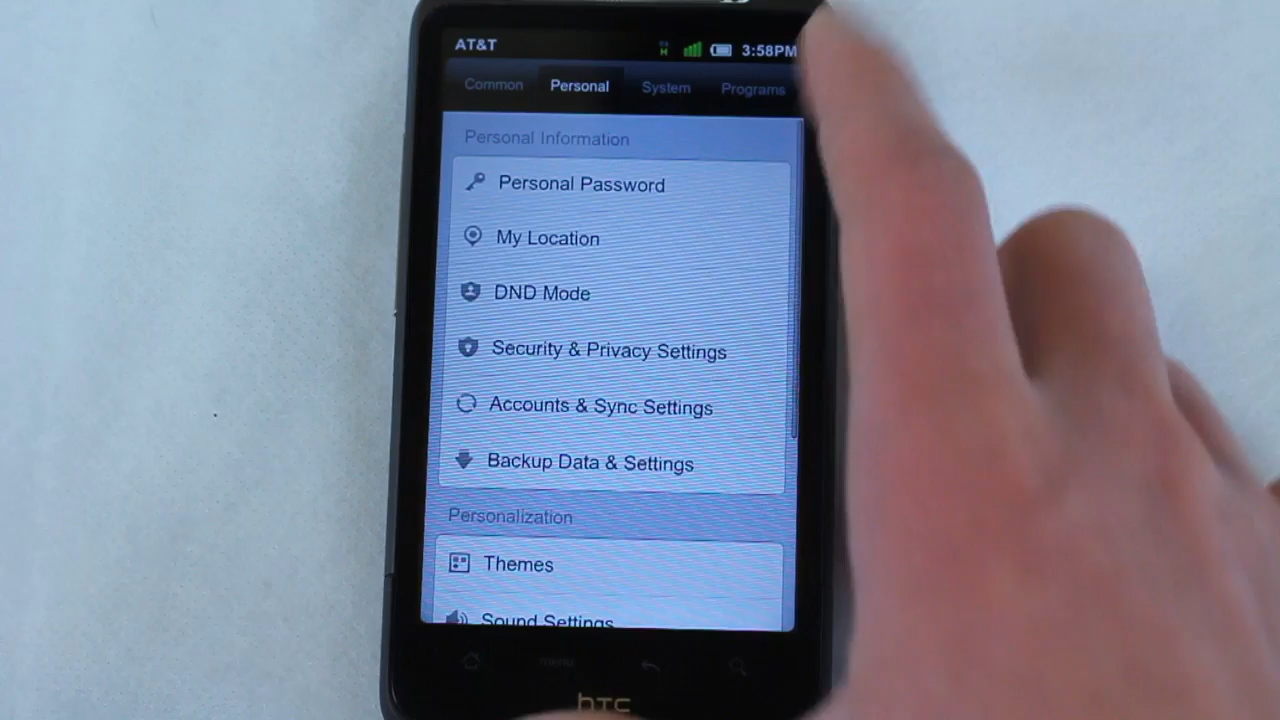 AT&T H 3:58PM
Common Personal System Programs
Personal Information
Personal Password
My Location
DND Mode
Security & Privacy Settings
Accounts & Sync Settings
Backup Data & Settings
Personalization
Themes
Sound Settings
menu
hTC